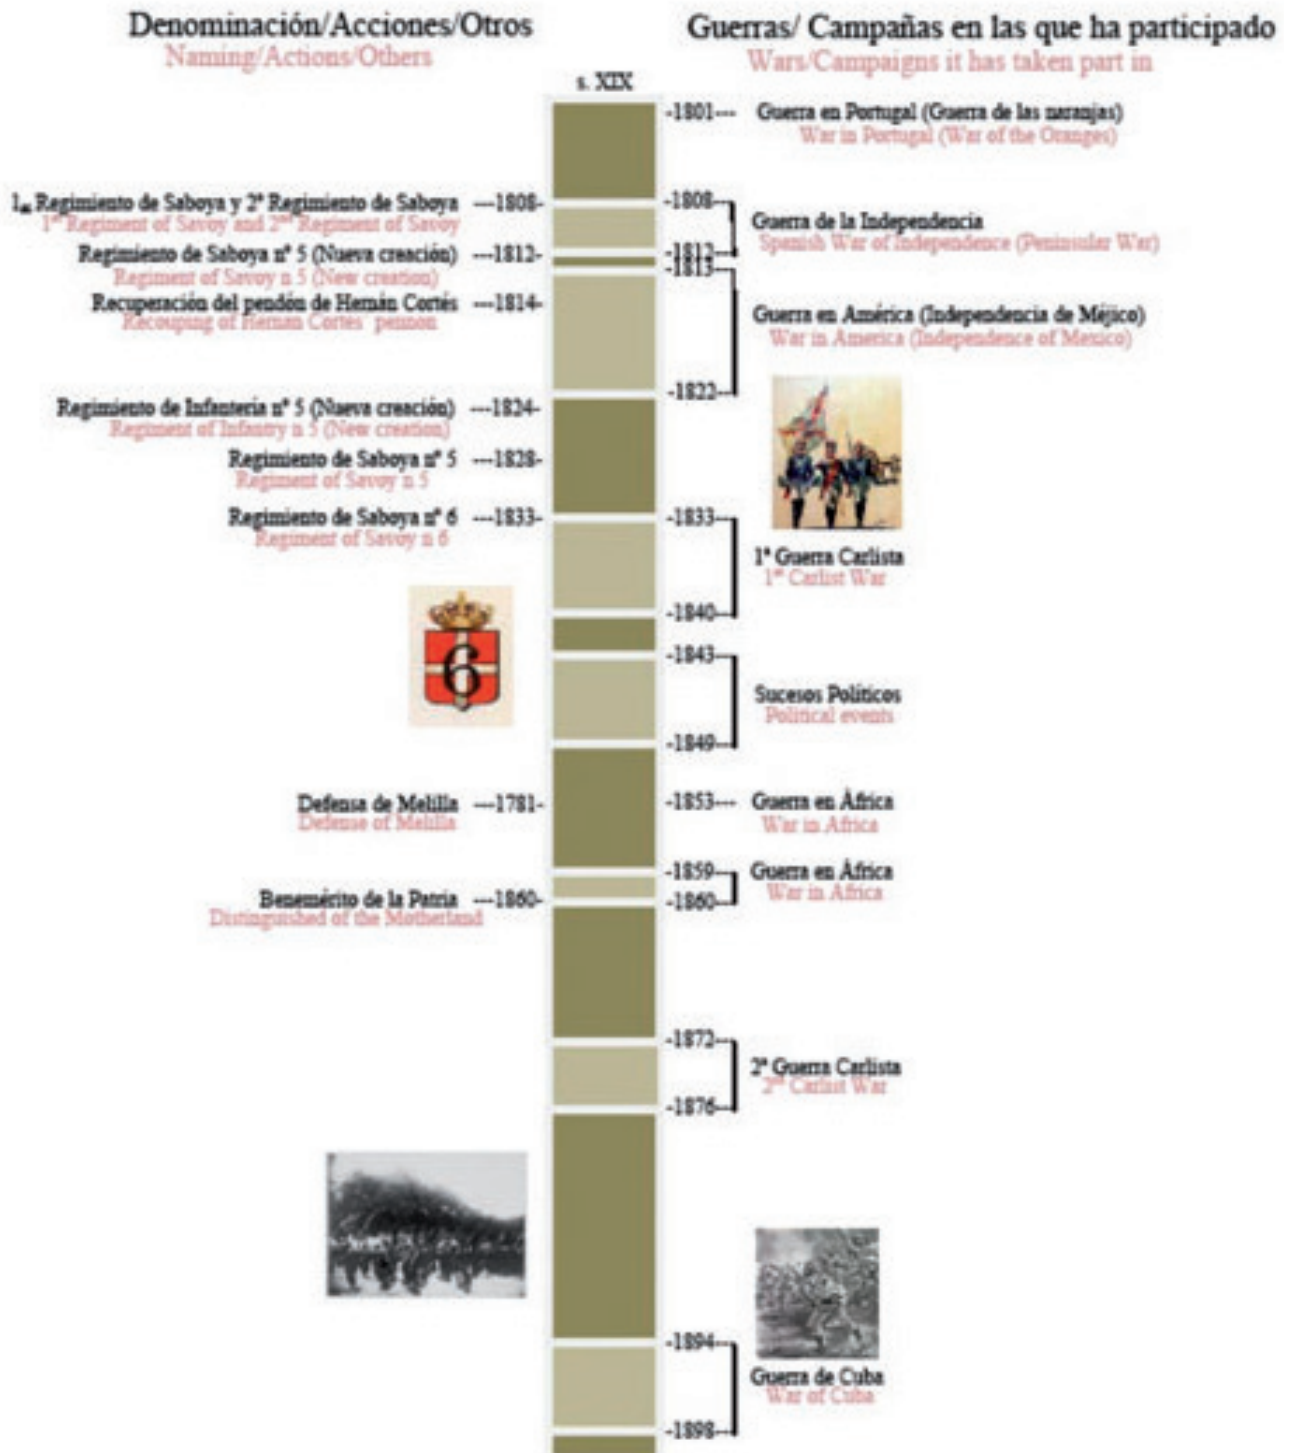 Denominación/Acciones/Otros
Naming/Actions/Others
Guerras/ Campañas en las que ha participado
Wars/Campaigns it has taken part in
s. XIX
-1801--- Guerra en Portugal (Guerra de las naranjas)
War in Portugal (War of the Oranges)
Regimiento de Saboya y 2º Regimiento de Saboya ---1808-
1st Regiment of Savoy and 2nd Regiment of Savoy
-1808--
Guerra de la Independencia
Spanish War of Independence (Peninsular War)
-1812--
Regimiento de Saboya nº 5 (Nueva creación) ---1812-
Regiment of Savoy n 5 (New creation)
-1813--
Recuperación del pendón de Hernán Cortés ---1814-
Recouping of Hernan Cortes´ pennon
Guerra en América (Independencia de Méjico)
War in America (Independence of Mexico)
-1822--
Regimiento de Infantería nº 5 (Nueva creación) ---1824-
Regiment of Infantry n 5 (New creation)
Regimiento de Saboya nº 5 ---1828-
Regiment of Savoy n 5
Regimiento de Saboya nº 6 ---1833-
Regiment of Savoy n 6
-1833--
1ª Guerra Carlista
1st Carlist War
-1840--
6
-1843--
Sucesos Políticos
Political events
-1849--
Defensa de Melilla ---1781-
Defense of Melilla
-1853--- Guerra en África
War in Africa
-1859-- Guerra en África
War in Africa
-1860--
Benemérito de la Patria ---1860-
Distinguished of the Motherland
-1872--
2ª Guerra Carlista
2nd Carlist War
-1876--
-1894--
Guerra de Cuba
War of Cuba
-1898--